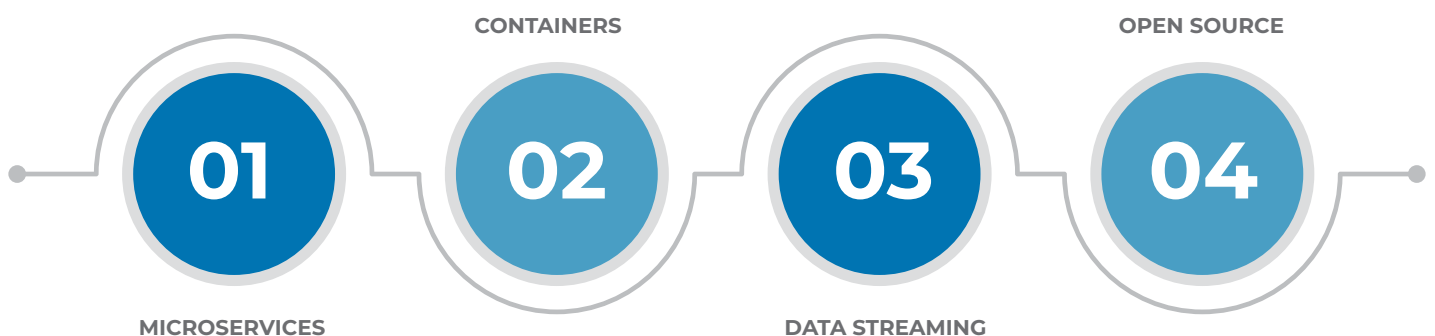 CONTAINERS
OPEN SOURCE
01
02
03
04
MICROSERVICES
DATA STREAMING